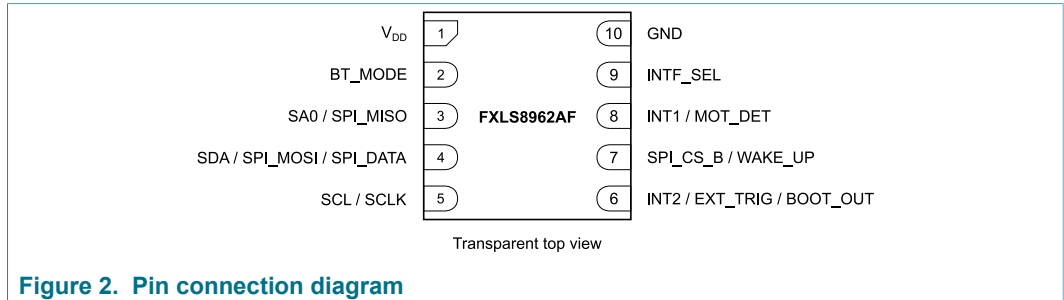 V_DD 1 10 GND
BT_MODE 2 9 INTF_SEL
SA0 / SPI_MISO 3 FXLS8962AF 8 INT1 / MOT_DET
SDA / SPI_MOSI / SPI_DATA 4 7 SPI_CS_B / WAKE_UP
SCL / SCLK 5 6 INT2 / EXT_TRIG / BOOT_OUT
Transparent top view
Figure 2. Pin connection diagram